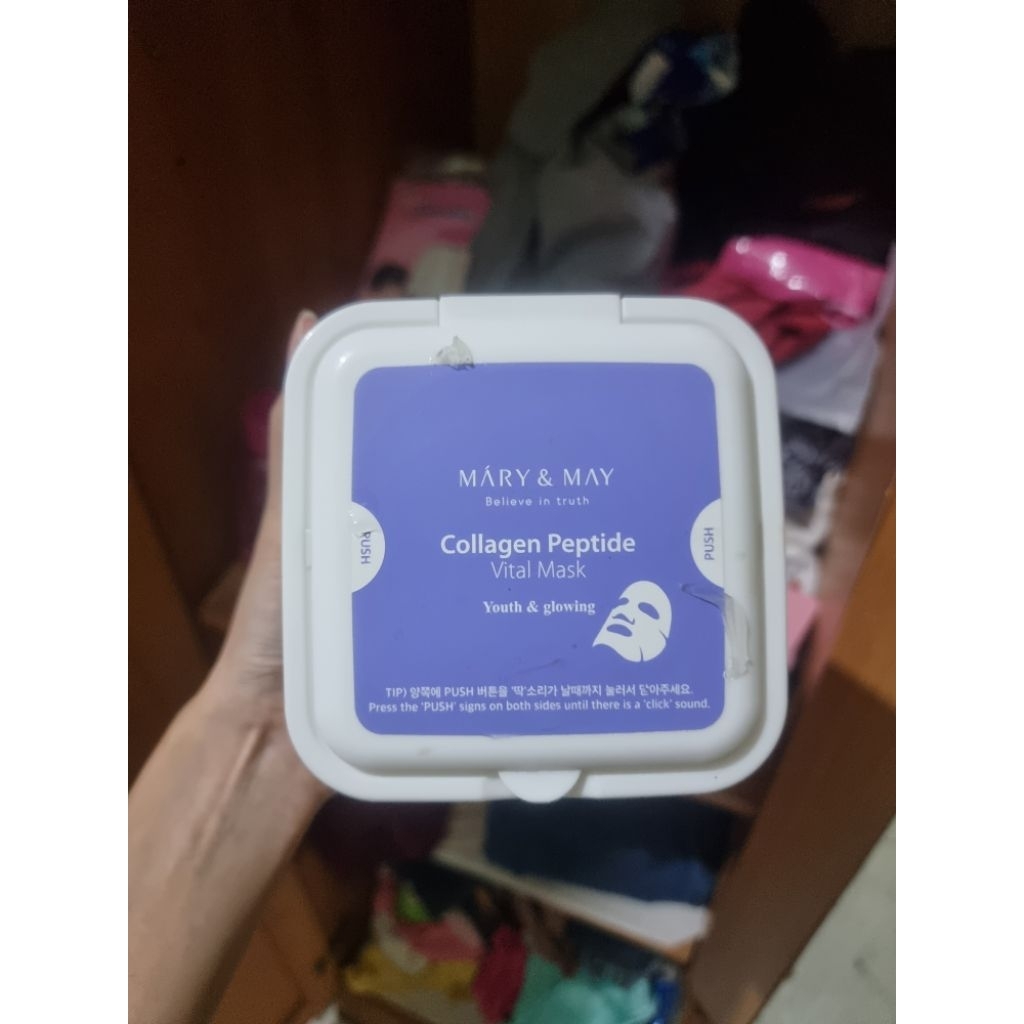 MÁRY & MAY
Believe in truth
PUSH
PUSH
Collagen Peptide
Vital Mask
Youth & glowing
TIP) 양쪽에 PUSH 버튼을 '딱'소리가 날때까지 눌러서 닫아주세요.
Press the 'PUSH' signs on both sides until there is a 'click' sound.